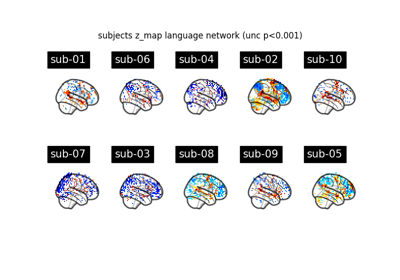 subjects z_map language network (unc p<0.001)
sub-01 sub-06 sub-04 sub-02 sub-10
sub-07 sub-03 sub-08 sub-09 sub-05